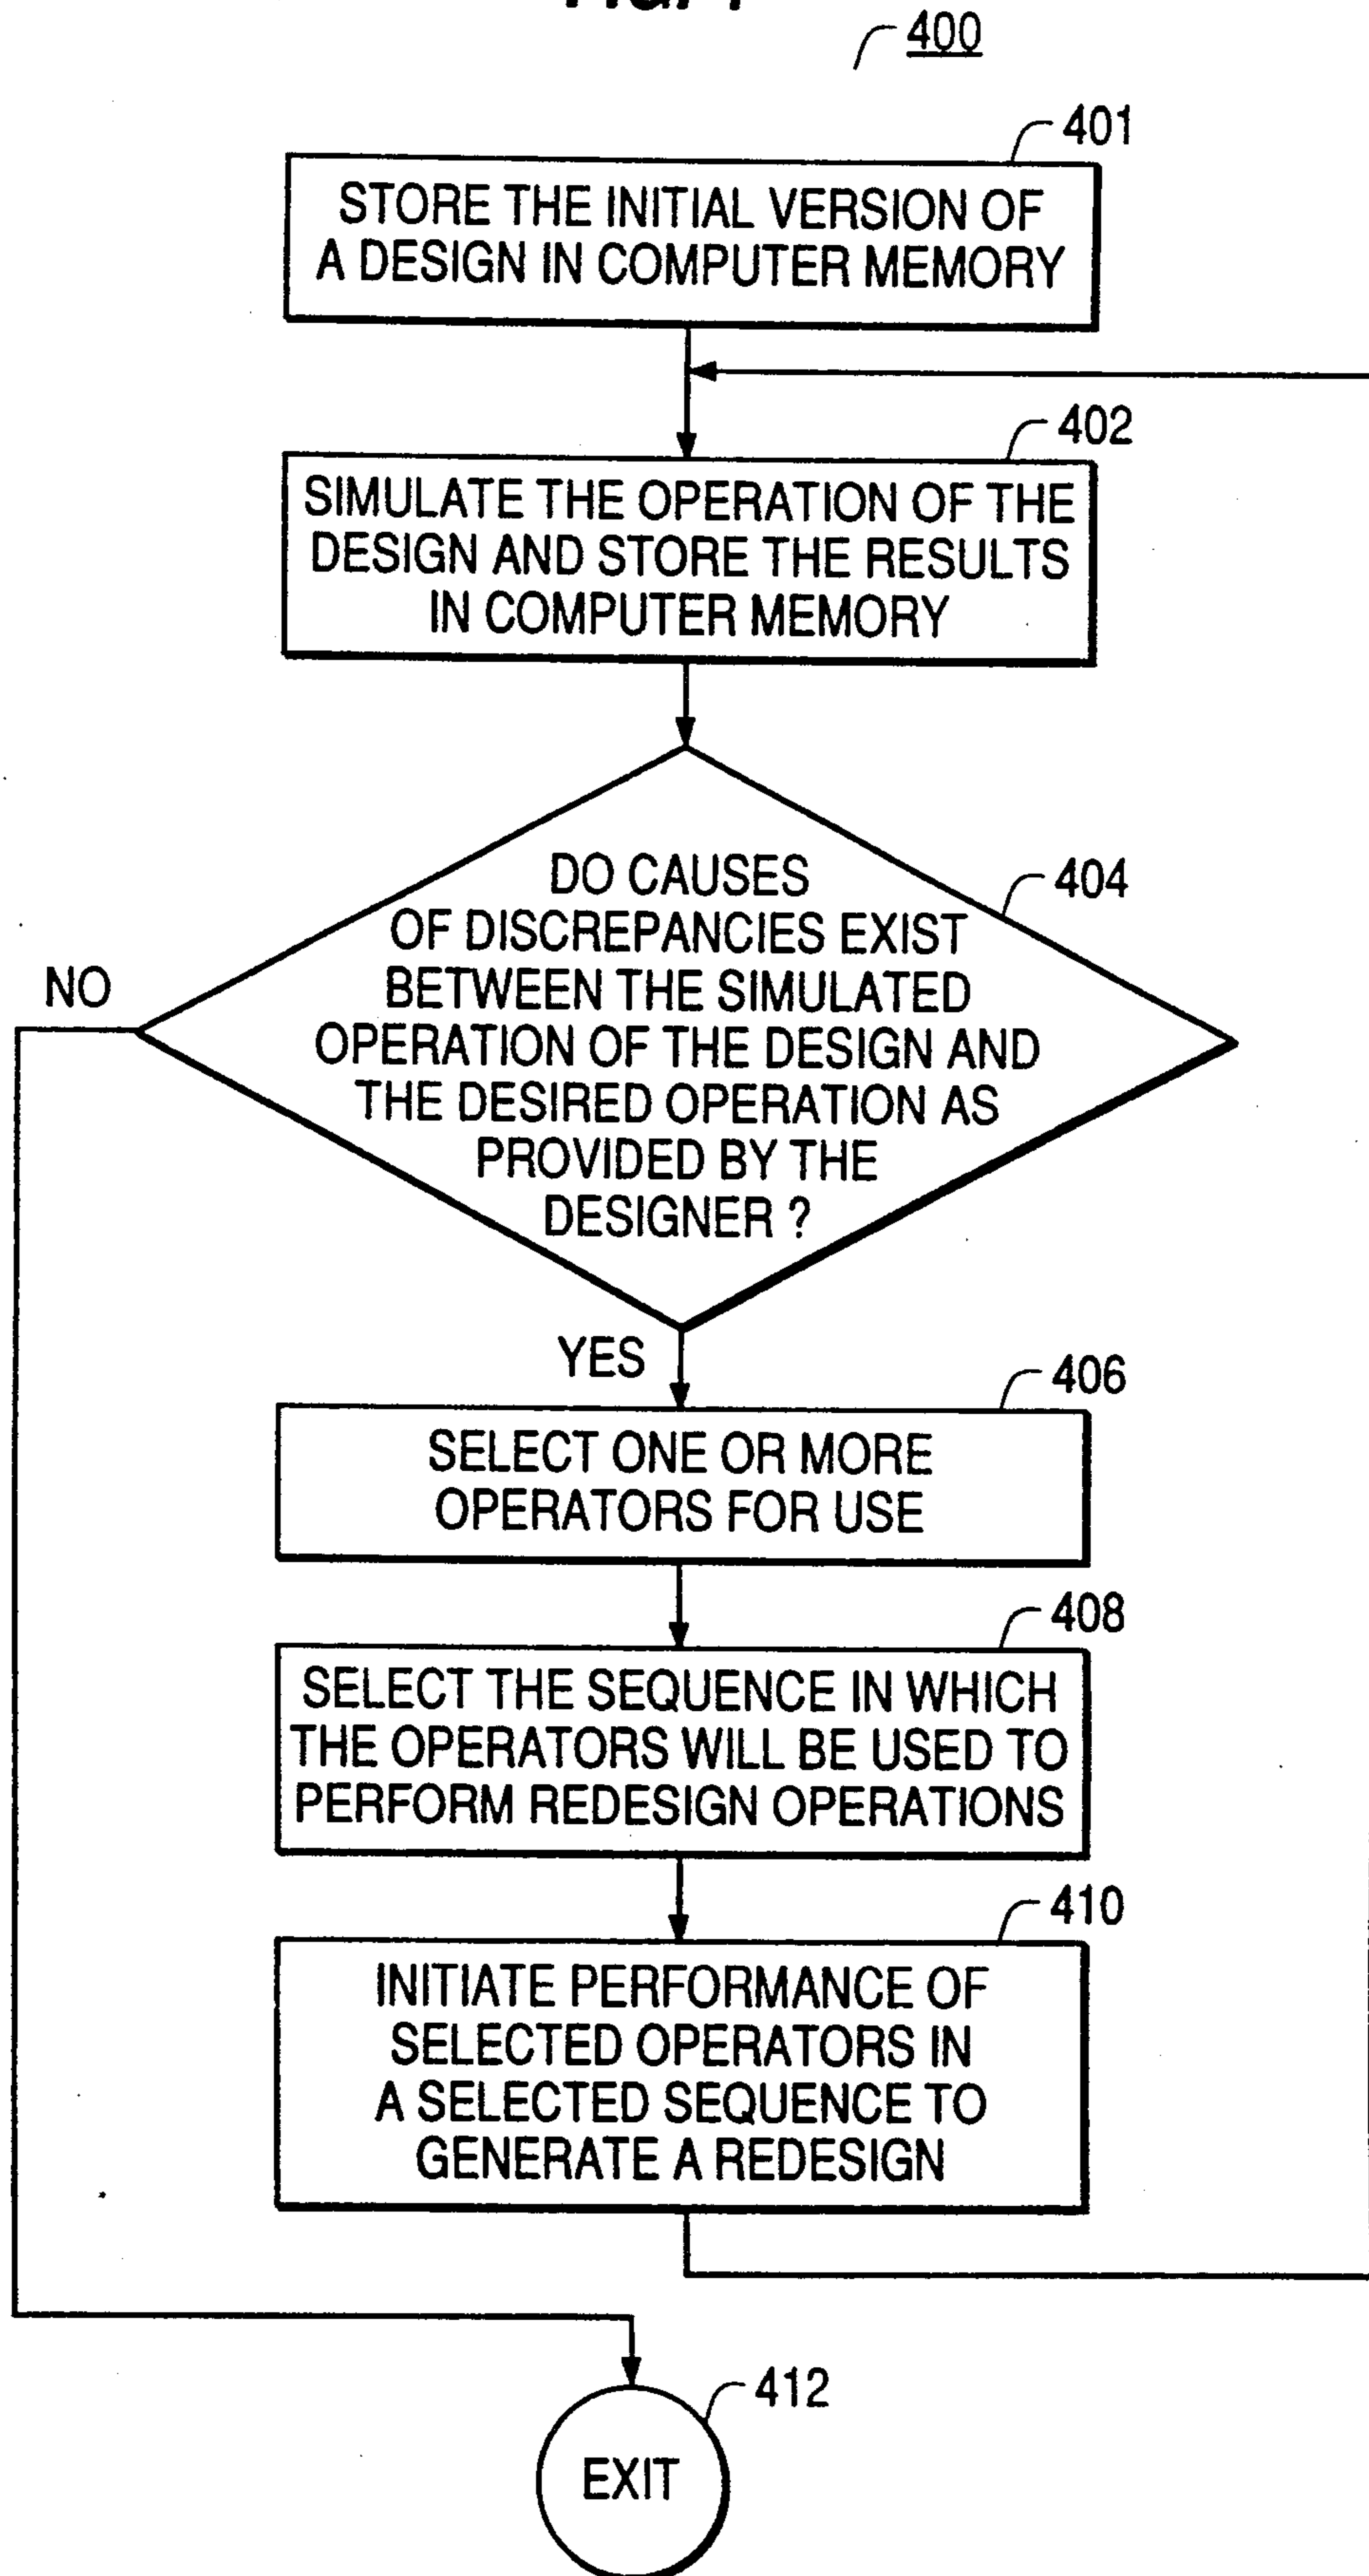 400
401
STORE THE INITIAL VERSION OF
A DESIGN IN COMPUTER MEMORY
402
SIMULATE THE OPERATION OF THE
DESIGN AND STORE THE RESULTS
IN COMPUTER MEMORY
404
DO CAUSES
OF DISCREPANCIES EXIST
BETWEEN THE SIMULATED
OPERATION OF THE DESIGN AND
THE DESIRED OPERATION AS
PROVIDED BY THE
DESIGNER ?
NO
YES
406
SELECT ONE OR MORE
OPERATORS FOR USE
408
SELECT THE SEQUENCE IN WHICH
THE OPERATORS WILL BE USED TO
PERFORM REDESIGN OPERATIONS
410
INITIATE PERFORMANCE OF
SELECTED OPERATORS IN
A SELECTED SEQUENCE TO
GENERATE A REDESIGN
412
EXIT